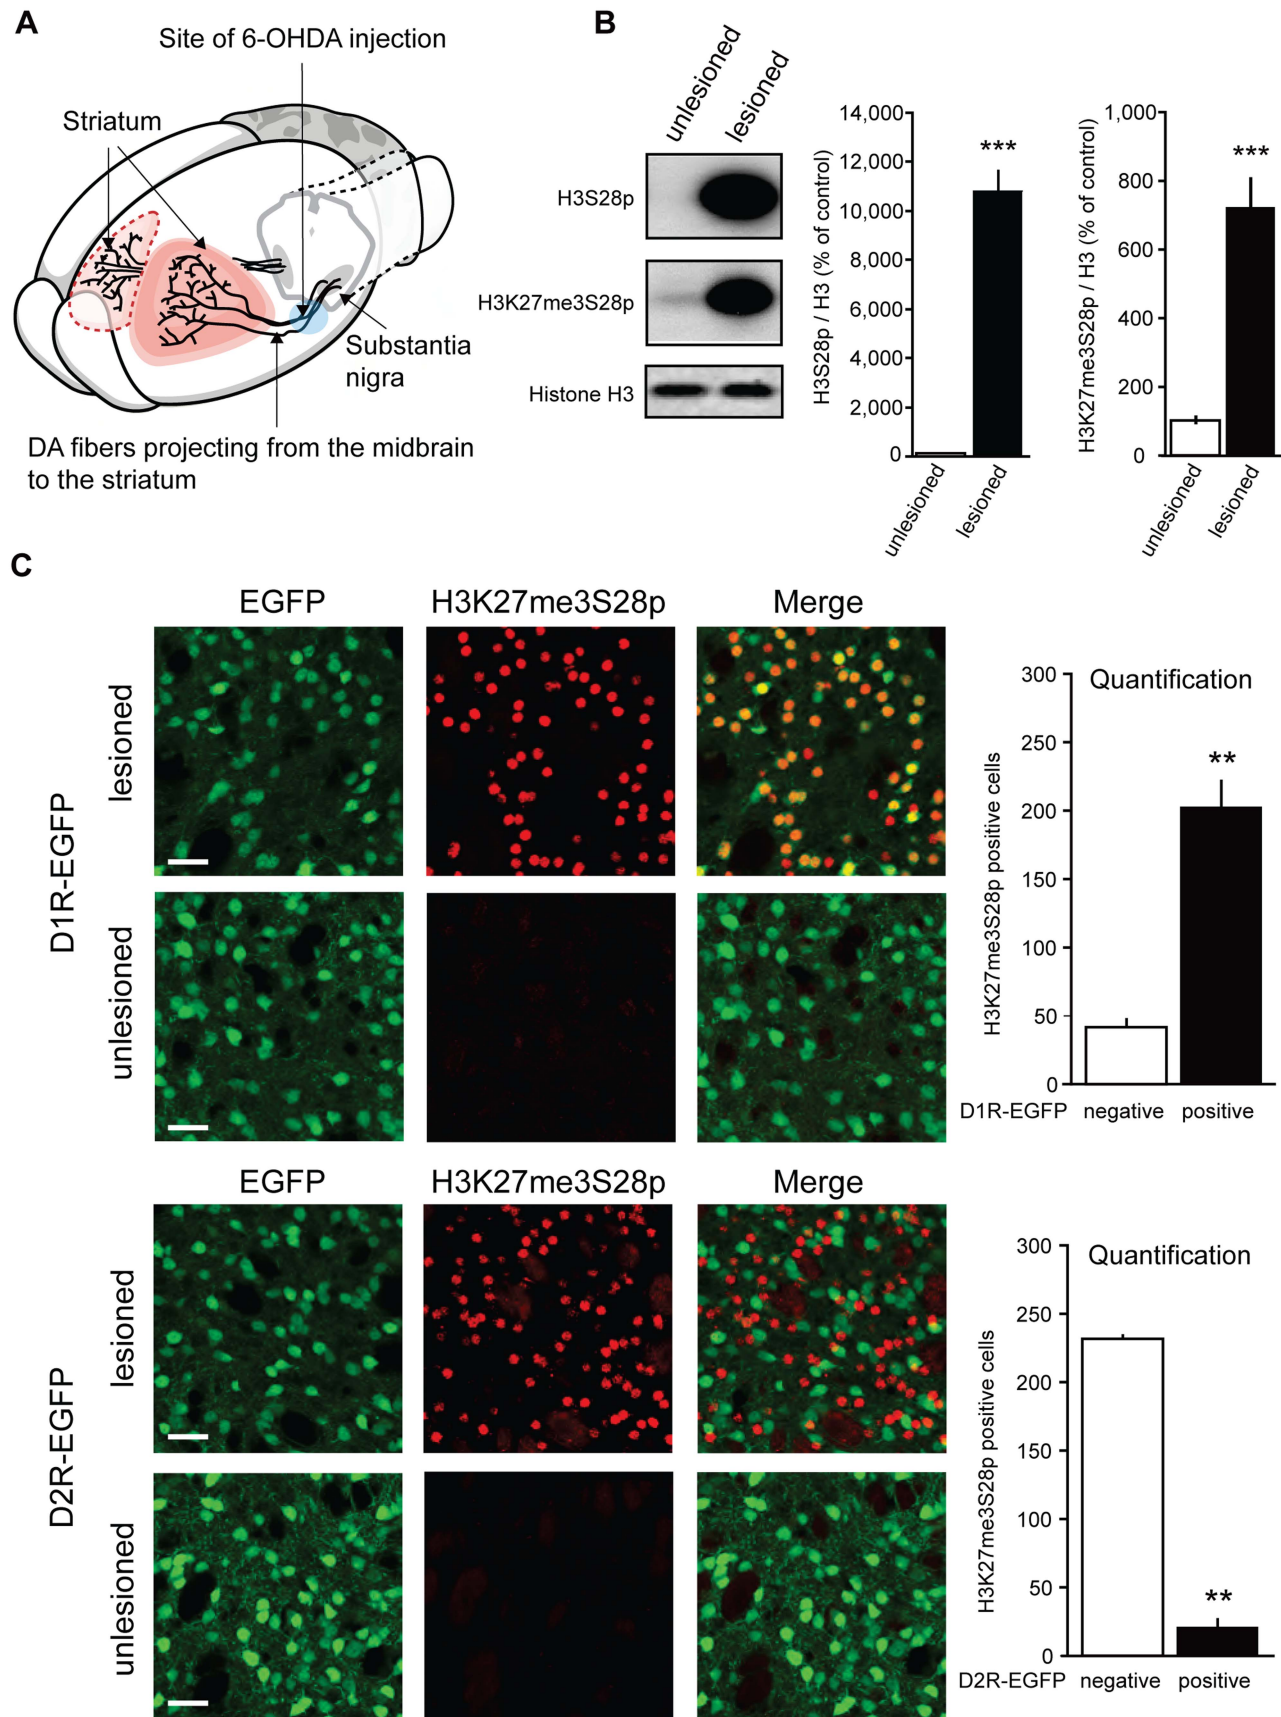 A
Site of 6-OHDA injection
Striatum
Substantia
nigra
DA fibers projecting from the midbrain
to the striatum
B
unlesioned
lesioned
H3S28p
H3K27me3S28p
Histone H3
H3S28p / H3 (% of control)
14,000
12,000
10,000
8,000
6,000
4,000
2,000
0
***
unlesioned
lesioned
H3K27me3S28p / H3 (% of control)
1,000
800
600
400
200
0
***
unlesioned
lesioned
C
EGFP
H3K27me3S28p
Merge
D1R-EGFP
lesioned
unlesioned
Quantification
H3K27me3S28p positive cells
300
250
200
150
100
50
0
**
D1R-EGFP negative positive
EGFP
H3K27me3S28p
Merge
D2R-EGFP
lesioned
unlesioned
Quantification
H3K27me3S28p positive cells
300
250
200
150
100
50
0
**
D2R-EGFP negative positive